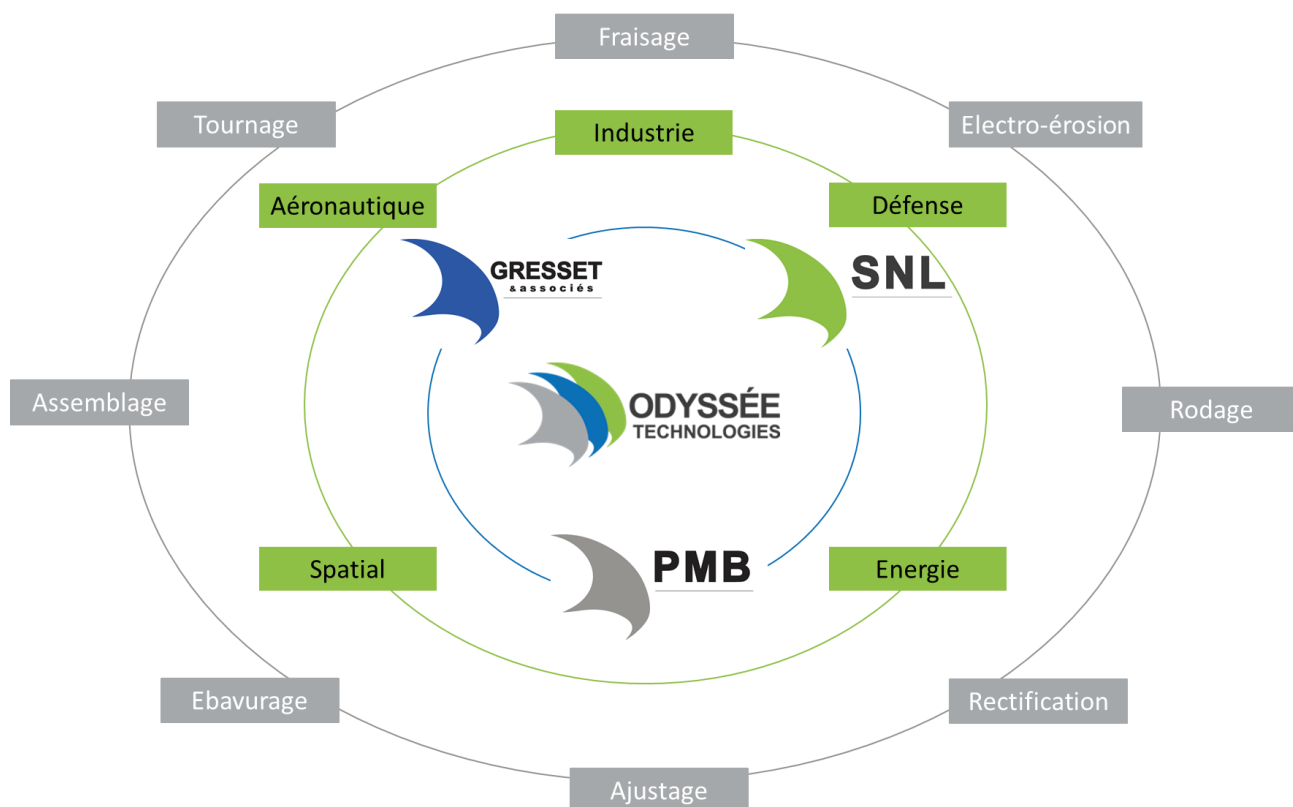 Fraisage
Tournage
Electro-érosion
Industrie
Aéronautique
Défense
GRESSET
& associés
SNL
Assemblage
ODYSSÉE
TECHNOLOGIES
Rodage
Spatial
PMB
Energie
Ebavurage
Rectification
Ajustage